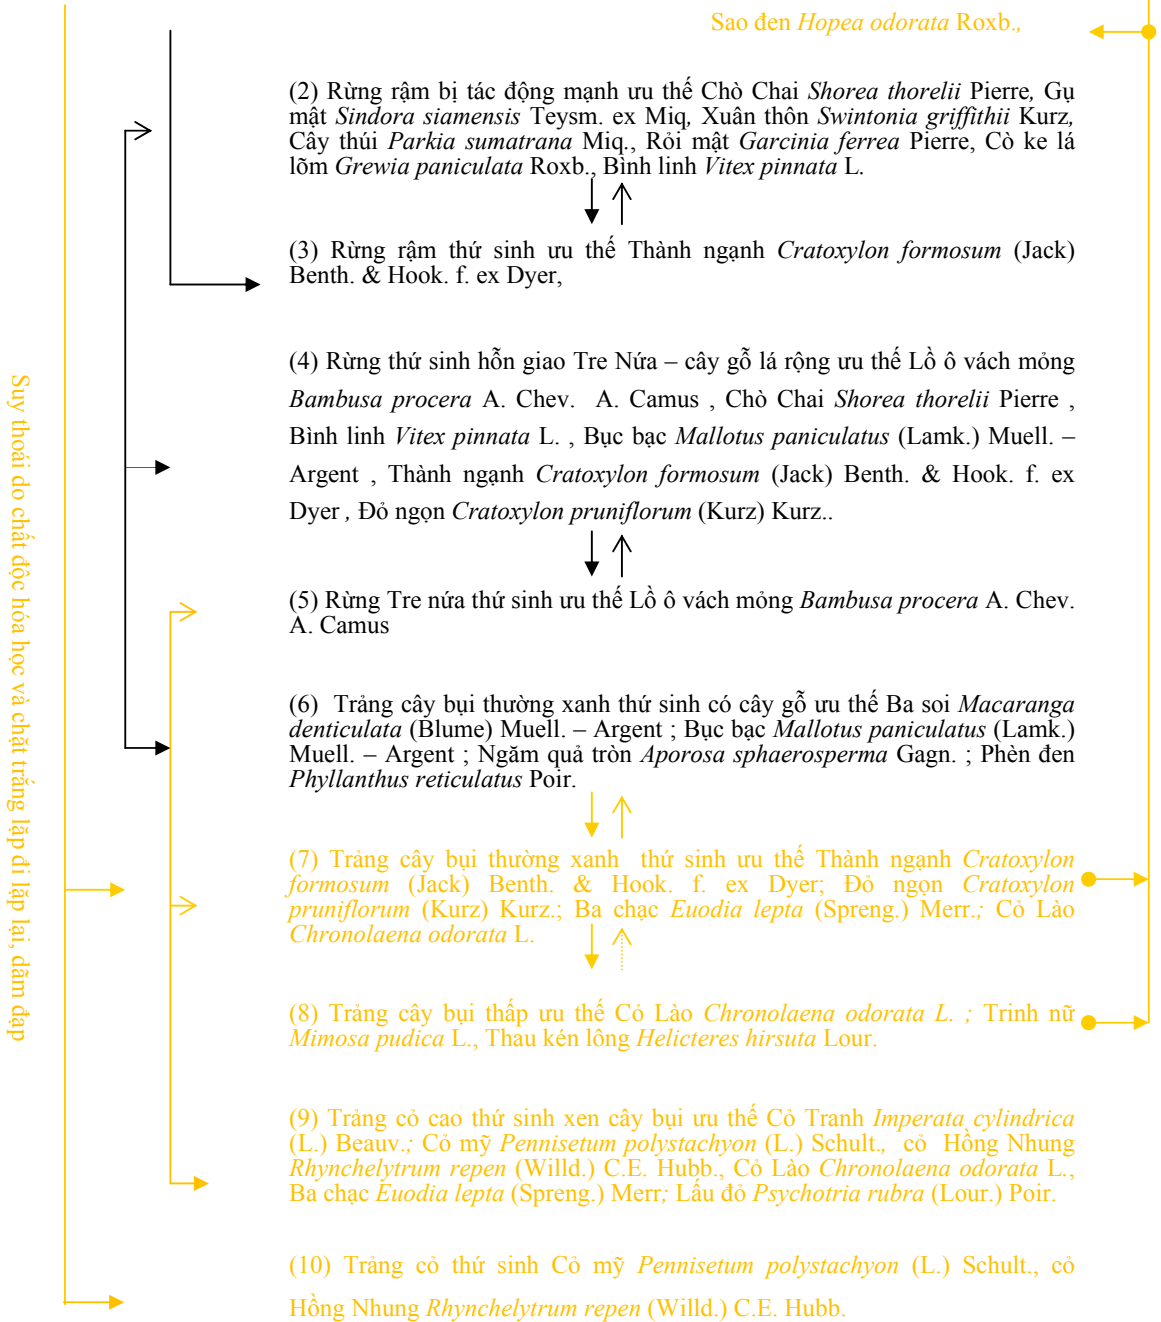 Sao đen Hopea odorata Roxb.,
(2) Rừng rậm bị tác động mạnh ưu thế Chò Chai Shorea thorelii Pierre, Gụ
mật Sindora siamensis Teysm. ex Miq, Xuân thôn Swintonia griffithii Kurz,
Cây thúi Parkia sumatrana Miq., Rỏi mật Garcinia ferrea Pierre, Cò ke lá
lõm Grewia paniculata Roxb., Bình linh Vitex pinnata L.
(3) Rừng rậm thứ sinh ưu thế Thành ngạnh Cratoxylon formosum (Jack)
Benth. & Hook. f. ex Dyer,
(4) Rừng thứ sinh hỗn giao Tre Nứa – cây gỗ lá rộng ưu thế Lồ ô vách mỏng
Bambusa procera A. Chev. A. Camus , Chò Chai Shorea thorelii Pierre ,
Bình linh Vitex pinnata L. , Bục bạc Mallotus paniculatus (Lamk.) Muell. –
Argent , Thành ngạnh Cratoxylon formosum (Jack) Benth. & Hook. f. ex
Dyer , Đỏ ngọn Cratoxylon pruniflorum (Kurz) Kurz..
(5) Rừng Tre nứa thứ sinh ưu thế Lồ ô vách mỏng Bambusa procera A. Chev.
A. Camus
(6) Trảng cây bụi thường xanh thứ sinh có cây gỗ ưu thế Ba soi Macaranga
denticulata (Blume) Muell. – Argent ; Bục bạc Mallotus paniculatus (Lamk.)
Muell. – Argent ; Ngăm quả tròn Aporosa sphaerosperma Gagn. ; Phèn đen
Phyllanthus reticulatus Poir.
(7) Trảng cây bụi thường xanh thứ sinh ưu thế Thành ngạnh Cratoxylon
formosum (Jack) Benth. & Hook. f. ex Dyer; Đỏ ngọn Cratoxylon
pruniflorum (Kurz) Kurz.; Ba chạc Euodia lepta (Spreng.) Merr.; Cỏ Lào
Chronolaena odorata L.
(8) Trảng cây bụi thấp ưu thế Cỏ Lào Chronolaena odorata L. ; Trinh nữ
Mimosa pudica L., Thau kén lông Helicteres hirsuta Lour.
(9) Trảng cỏ cao thứ sinh xen cây bụi ưu thế Cỏ Tranh Imperata cylindrica
(L.) Beauv.; Cỏ mỹ Pennisetum polystachyon (L.) Schult., cỏ Hồng Nhung
Rhynchelytrum repen (Willd.) C.E. Hubb., Cỏ Lào Chronolaena odorata L.,
Ba chạc Euodia lepta (Spreng.) Merr; Lấu đỏ Psychotria rubra (Lour.) Poir.
(10) Trảng cỏ thứ sinh Cỏ mỹ Pennisetum polystachyon (L.) Schult., cỏ
Hồng Nhung Rhynchelytrum repen (Willd.) C.E. Hubb.
Suy thoái do chất độc hóa học và chặt trắng lặp đi lặp lại, dẫm đạp